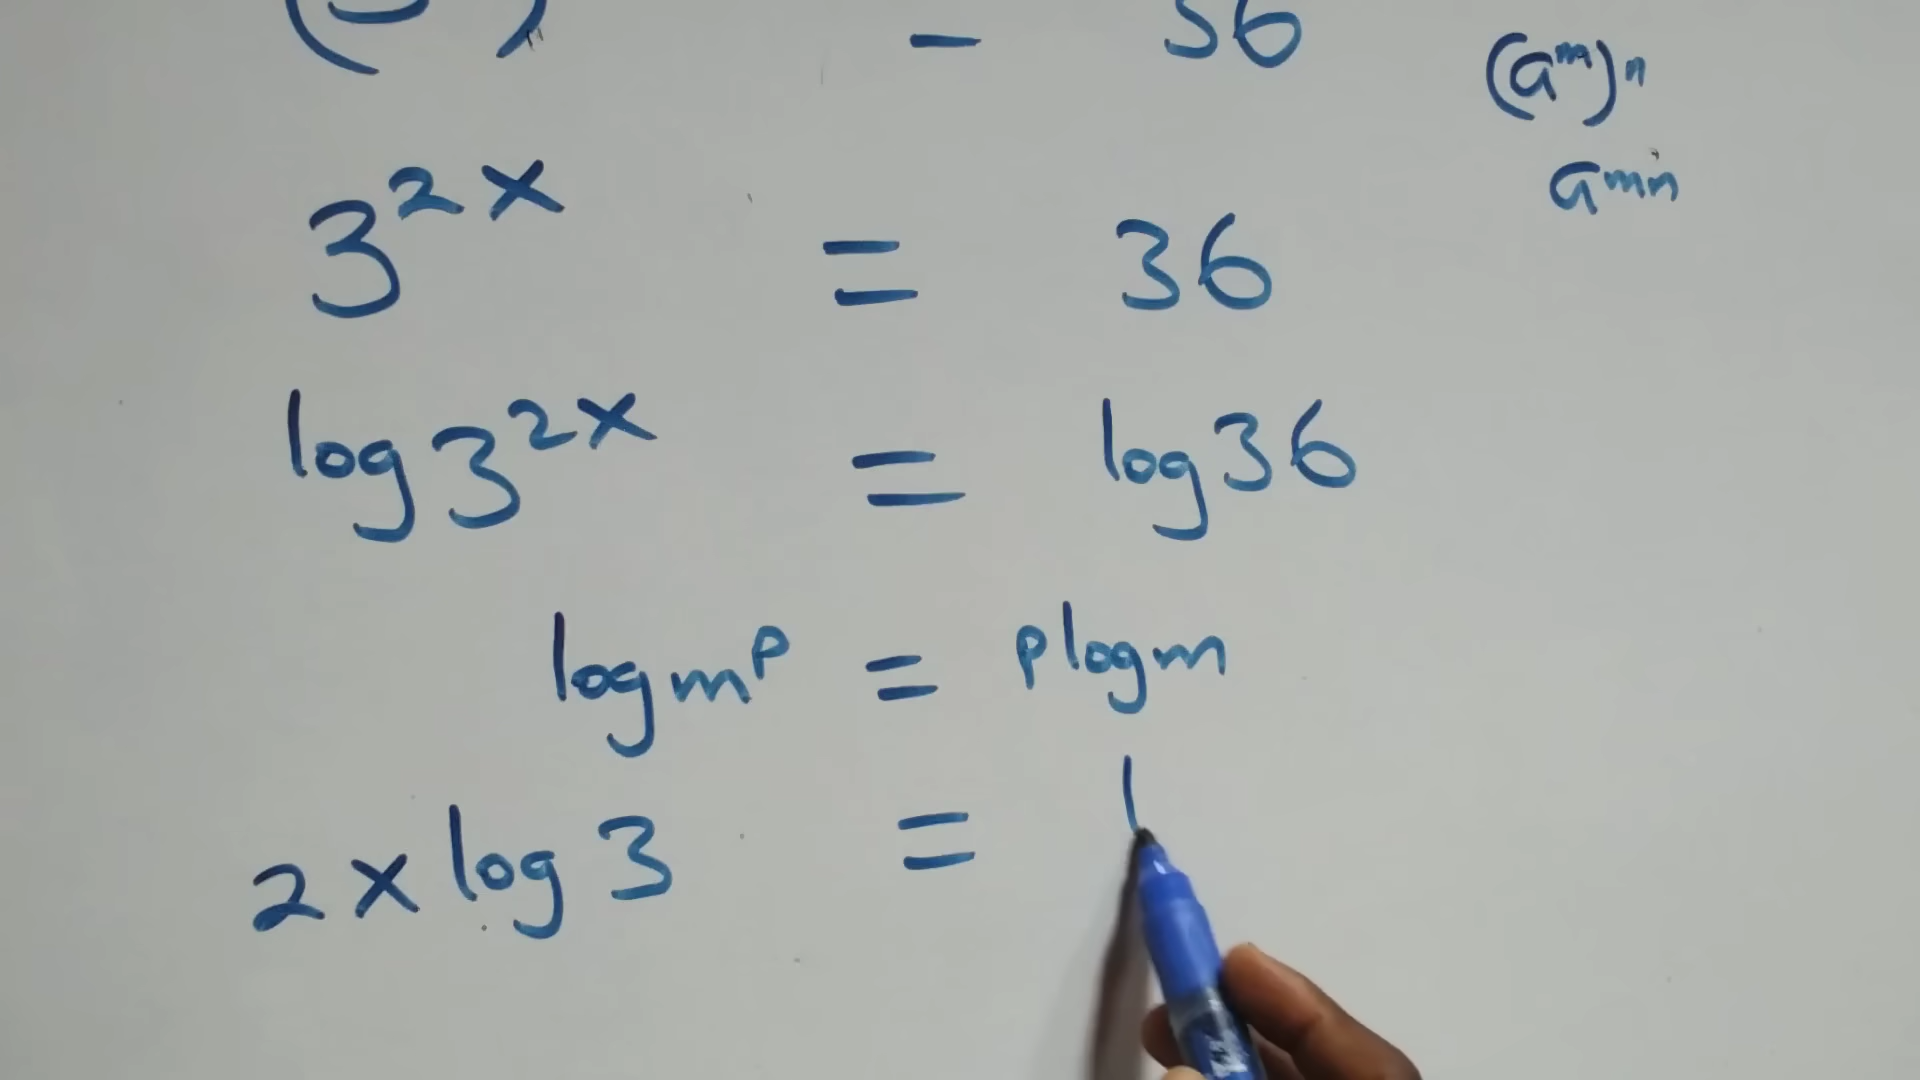 ( ) - 36
(a^m)^n
a^mn
3^2x = 36
log 3^2x = log 36
log m^p = p log m
2x log 3 = l